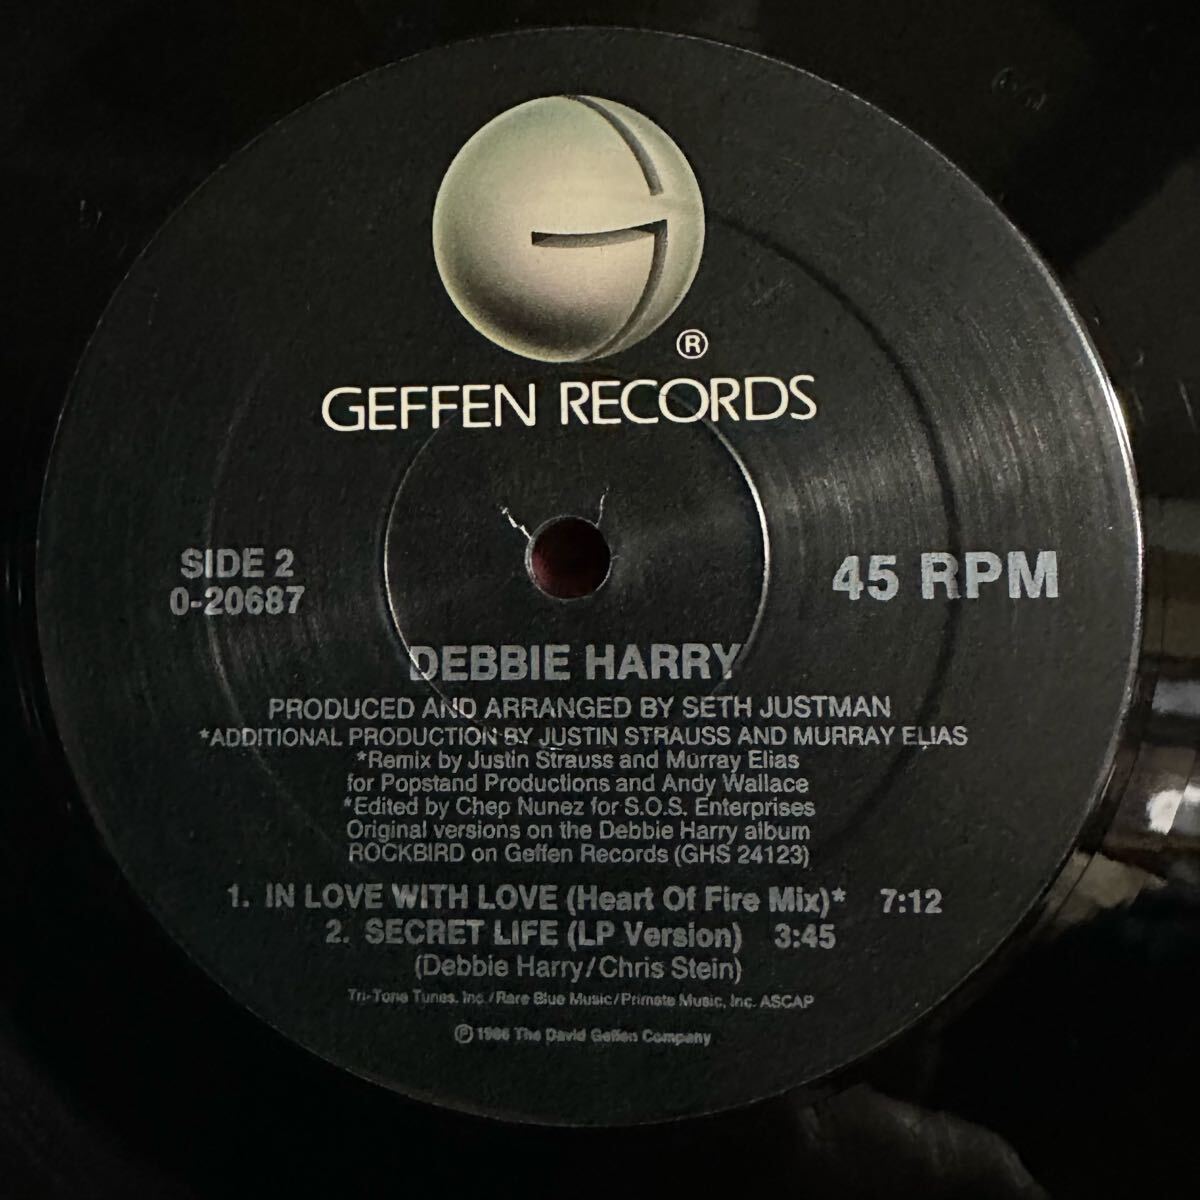 ®
GEFFEN RECORDS
SIDE 2
0-20687
45 RPM
DEBBIE HARRY
PRODUCED AND ARRANGED BY SETH JUSTMAN
*ADDITIONAL PRODUCTION BY JUSTIN STRAUSS AND MURRAY ELIAS
*Remix by Justin Strauss and Murray Elias
for Popstand Productions and Andy Wallace
*Edited by Chep Nunez for S.O.S. Enterprises
Original versions on the Debbie Harry album
ROCKBIRD on Geffen Records (GHS 24123)
1. IN LOVE WITH LOVE (Heart Of Fire Mix)* 7:12
2. SECRET LIFE (LP Version) 3:45
(Debbie Harry/Chris Stein)
Tri-Tone Tunes, Inc./Rare Blue Music/Primate Music, Inc. ASCAP
℗ 1986 The David Geffen Company